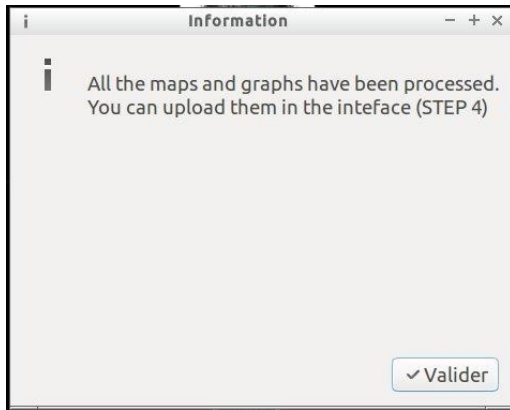 Information
All the maps and graphs have been processed.
You can upload them in the inteface (STEP 4)
Valider